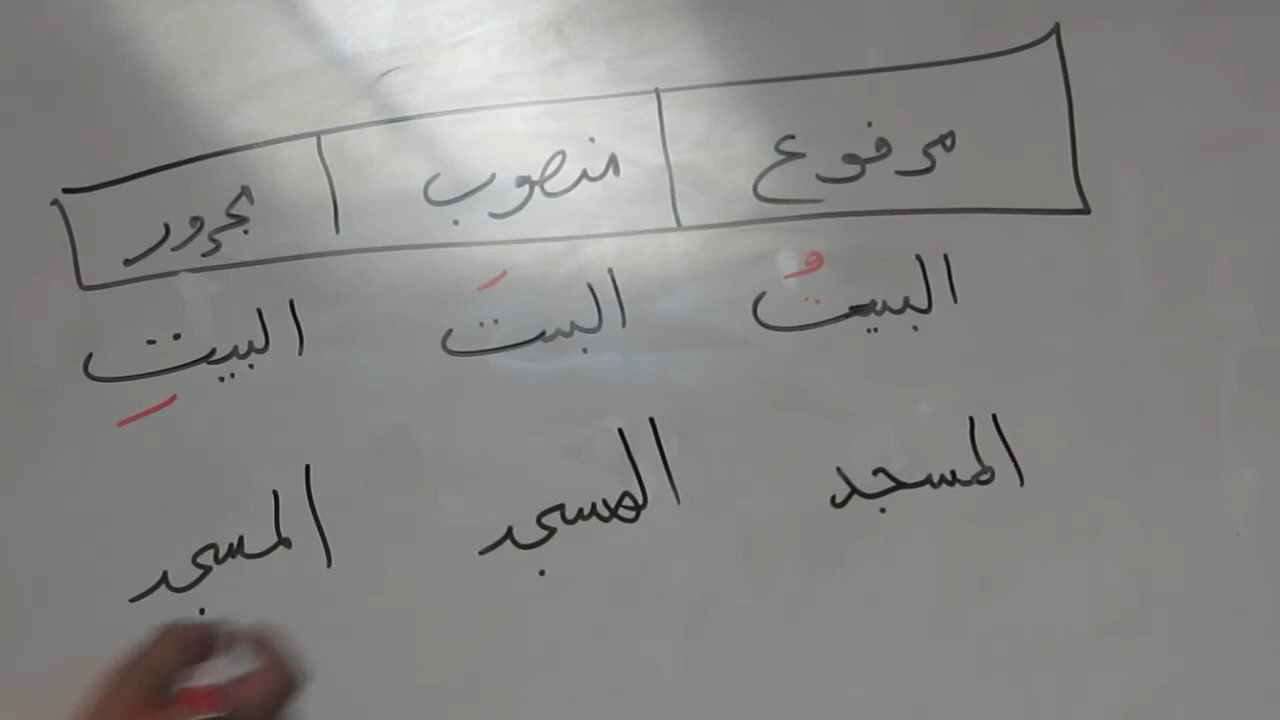 مرفوع منصوب مجرور
البيتُ البيتَ البيتِ
المسجد المسجد المسجد